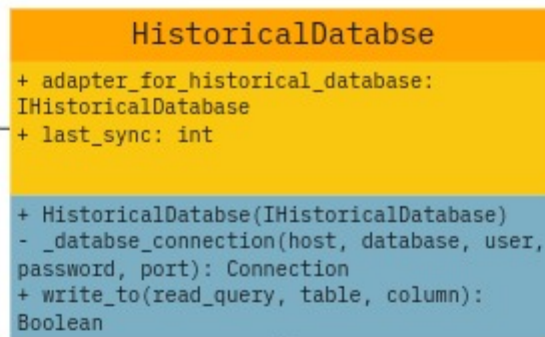 HistoricalDatabse
+ adapter_for_historical_database:
IHistoricalDatabase
+ last_sync: int
+ HistoricalDatabse(IHistoricalDatabase)
- _databse_connection(host, database, user,
password, port): Connection
+ write_to(read_query, table, column):
Boolean